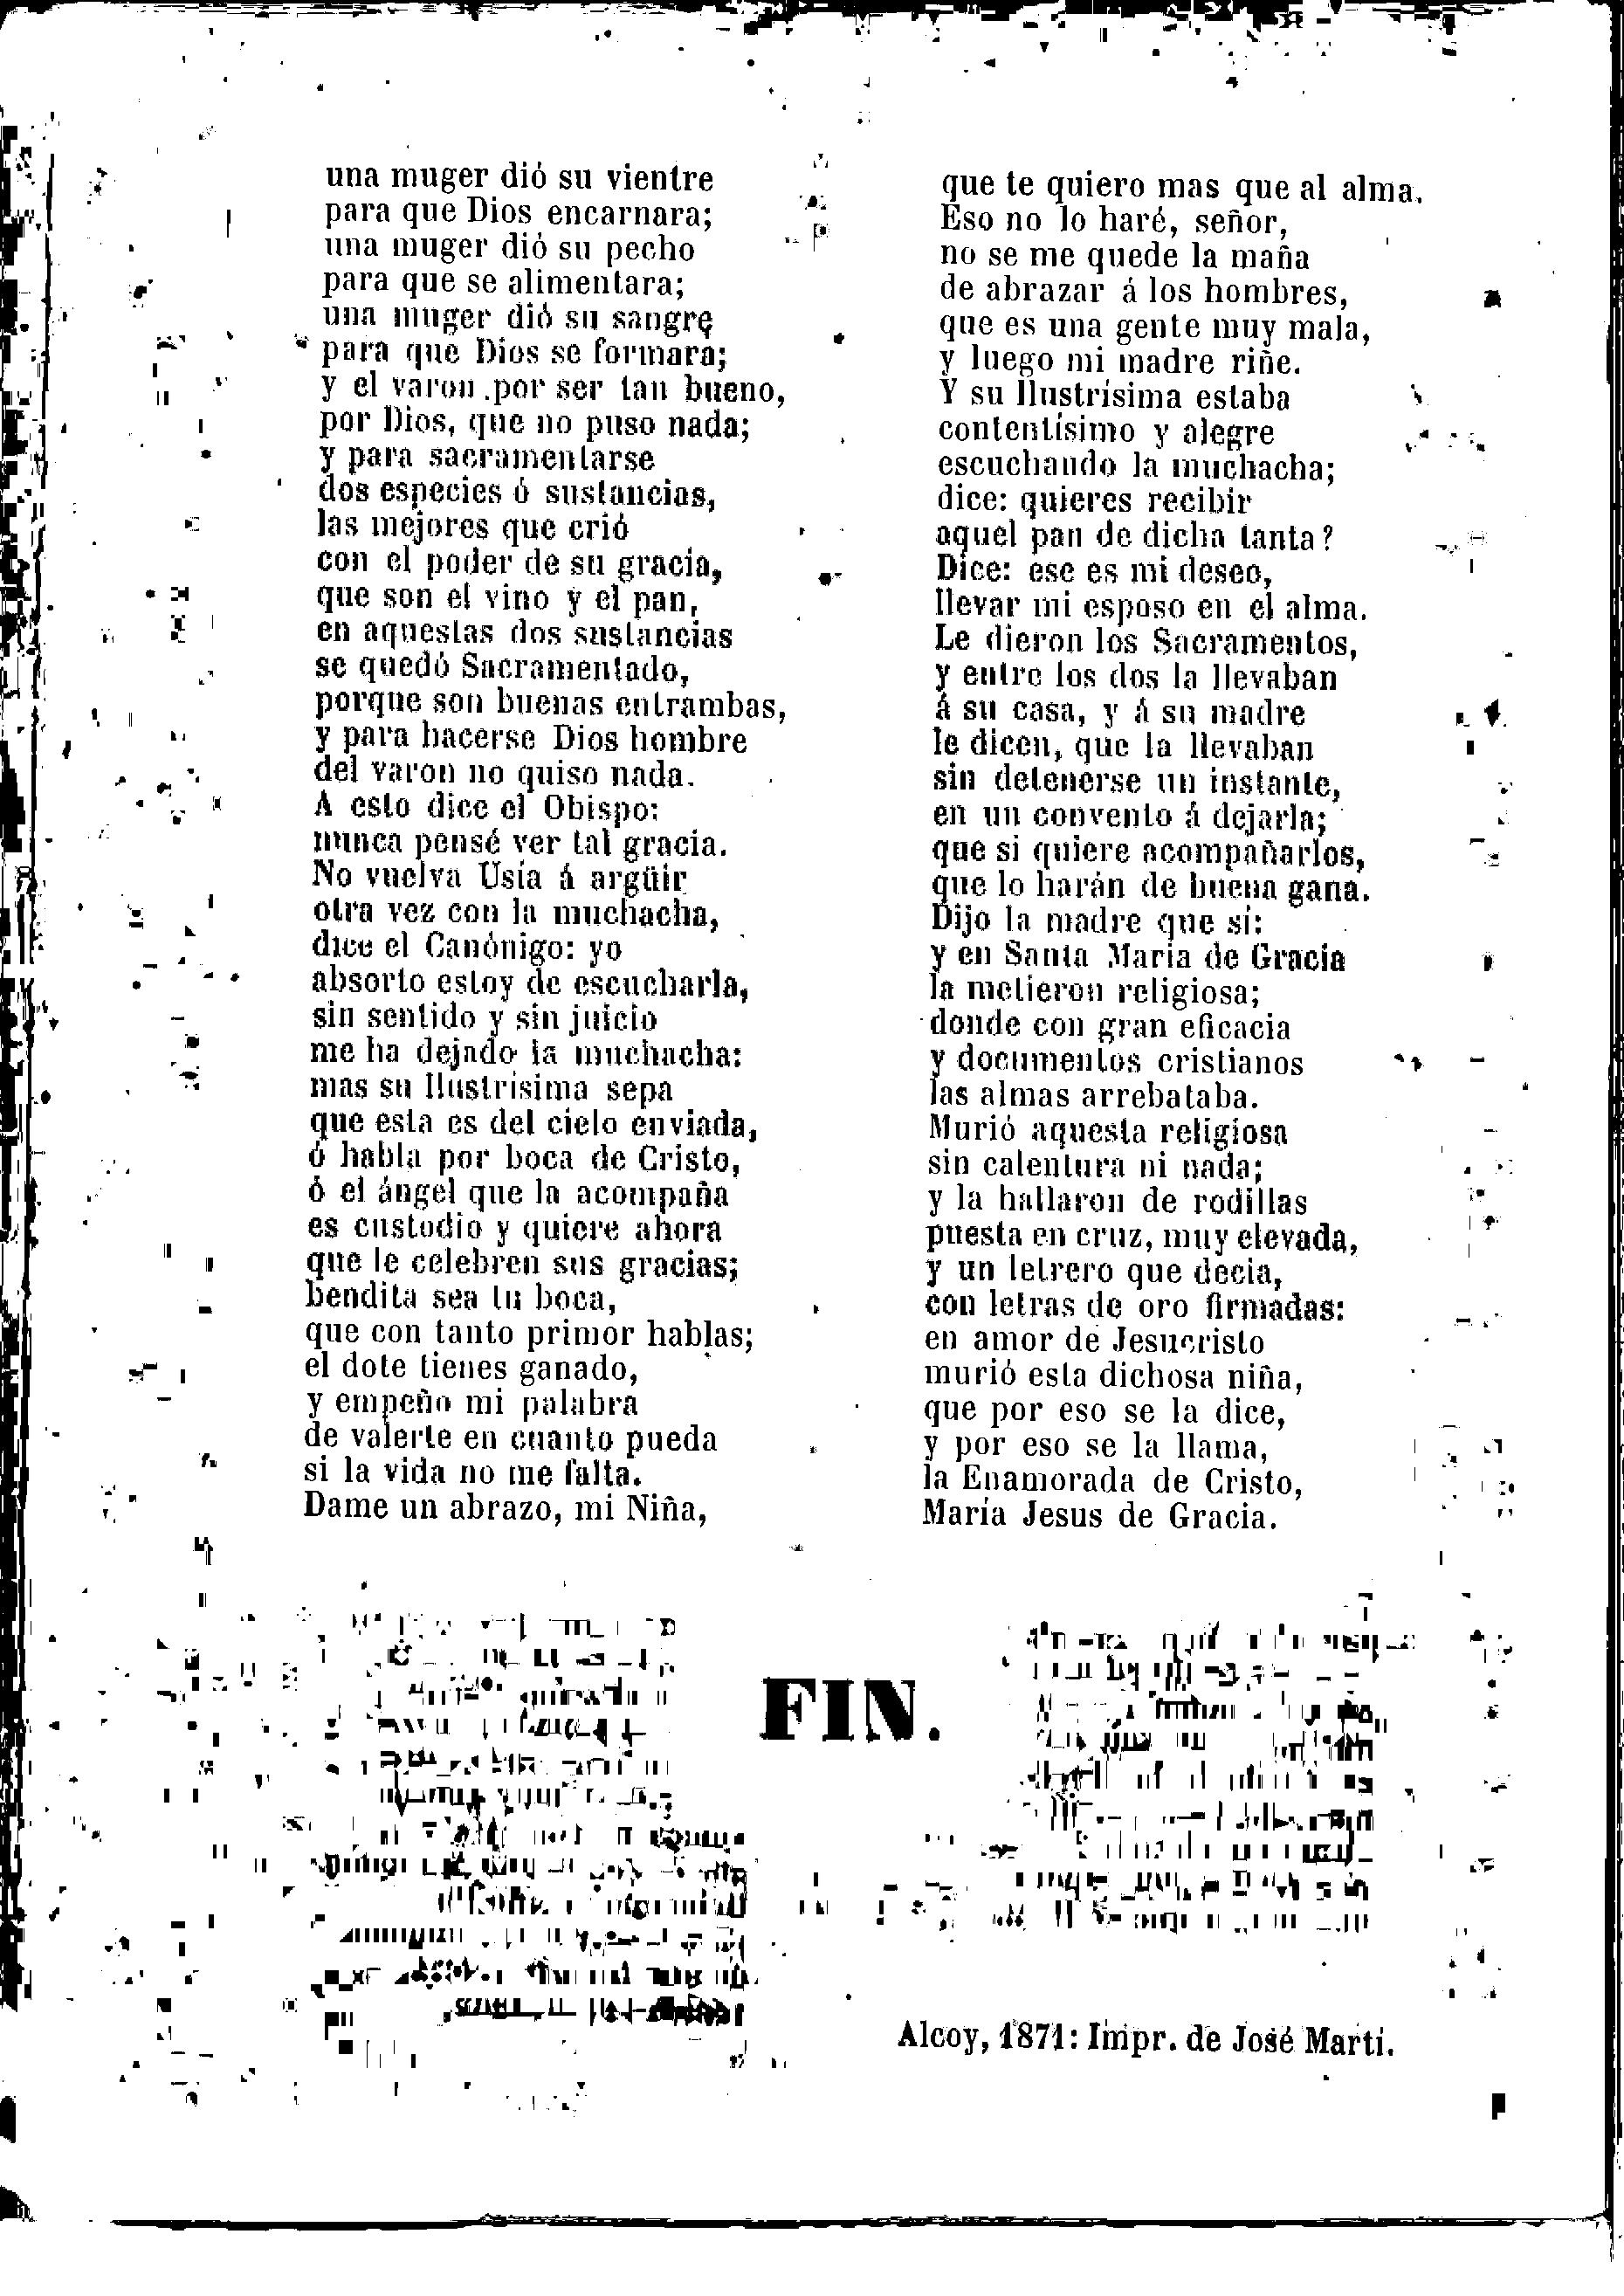 una muger dió su vientre
para que Dios encarnara;
una muger dió su pecho
para que se alimentara;
una muger dió su sangre
para que Dios se formara;
y el varon por ser tan bueno,
por Dios, que no puso nada;
y para sacramentarse
dos especies ó sustancias,
las mejores que crió
con el poder de su gracia,
que son el vino y el pan,
en aquestas dos sustancias
se quedó Sacramentado,
porque son buenas entrambas,
y para hacerse Dios hombre
del varon no quiso nada.
A esto dice el Obispo:
nunca pensé ver tal gracia.
No vuelva Usía á argüir
otra vez con la muchacha,
dice el Canónigo: yo
absorto estoy de escucharla,
sin sentido y sin juicio
me ha dejado la muchacha:
mas su Ilustrísima sepa
que esta es del cielo enviada,
ó habla por boca de Cristo,
ó el ángel que la acompaña
es custodio y quiere ahora
que le celebren sus gracias;
bendita sea tu boca,
que con tanto primor hablas;
el dote tienes ganado,
y empeño mi palabra
de valerte en cuanto pueda
si la vida no me falta.
Dame un abrazo, mi Niña,
que te quiero mas que al alma.
Eso no lo haré, señor,
no se me quede la maña
de abrazar á los hombres,
que es una gente muy mala,
y luego mi madre riñe.
Y su Ilustrísima estaba
contentísimo y alegre
escuchando la muchacha;
dice: quieres recibir
aquel pan de dicha tanta?
Dice: ese es mi deseo,
llevar mi esposo en el alma.
Le dieron los Sacramentos,
y entre los dos la llevaban
á su casa, y á su madre
le dicen, que la llevaban
sin detenerse un instante,
en un convento á dejarla;
que si quiere acompañarlos,
que lo harán de buena gana.
Dijo la madre que sí:
y en Santa María de Gracia
la metieron religiosa;
donde con gran eficacia
y documentos cristianos
las almas arrebataba.
Murió aquesta religiosa
sin calentura ni nada;
y la hallaron de rodillas
puesta en cruz, muy elevada,
y un letrero que decia,
con letras de oro firmadas:
en amor de Jesucristo
murió esta dichosa niña,
que por eso se la dice,
y por eso se la llama,
la Enamorada de Cristo,
María Jesus de Gracia.
FIN.
Alcoy, 1871: Impr. de José Martí.